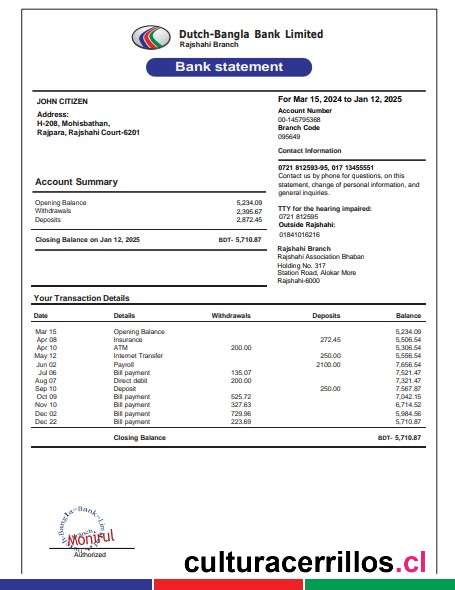 Dutch-Bangla Bank Limited
Rajshahi Branch
Bank statement
JOHN CITIZEN
Address:
H-208, Mohisbathan,
Rajpara, Rajshahi Court-6201
For Mar 15, 2024 to Jan 12, 2025
Account Number
00-145795368
Branch Code
095649
Contact Information
0721 812593-95, 017 13455551
Contact us by phone for questions, on this
statement, change of personal information, and
general inquiries.
TTY for the hearing impaired:
0721 812595
Outside Rajshahi:
01841016216
Rajshahi Branch
Rajshahi Association Bhaban
Holding No. 317
Station Road, Alokar More
Rajshahi-6000
Account Summary
Opening Balance 5,234.09
Withdrawals 2,395.67
Deposits 2,872.45
Closing Balance on Jan 12, 2025 BDT- 5,710.87
Your Transaction Details
Date Details Withdrawals Deposits Balance
Mar 15 Opening Balance 5,234.09
Apr 08 Insurance 272.45 5,506.54
Apr 10 ATM 200.00 5,306.54
May 12 Internet Transfer 250.00 5,556.54
Jun 02 Payroll 2100.00 7,656.54
Jul 06 Bill payment 135.07 7,521.47
Aug 07 Direct debit 200.00 7,321.47
Sep 10 Deposit 250.00 7,567.87
Oct 09 Bill payment 525.72 7,042.15
Nov 10 Bill payment 327.63 6,714.52
Dec 02 Bill payment 729.96 5,984.56
Dec 22 Bill payment 223.69 5,710.87
Closing Balance BDT- 5,710.87
Bangla-Bank-Lim
Monirul
Authorized
culturacerrillos.cl